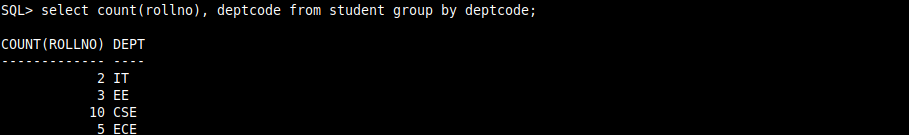 SQL> select count(rollno), deptcode from student group by deptcode;
COUNT(ROLLNO) DEPT
------------- ----
2 IT
3 EE
10 CSE
5 ECE